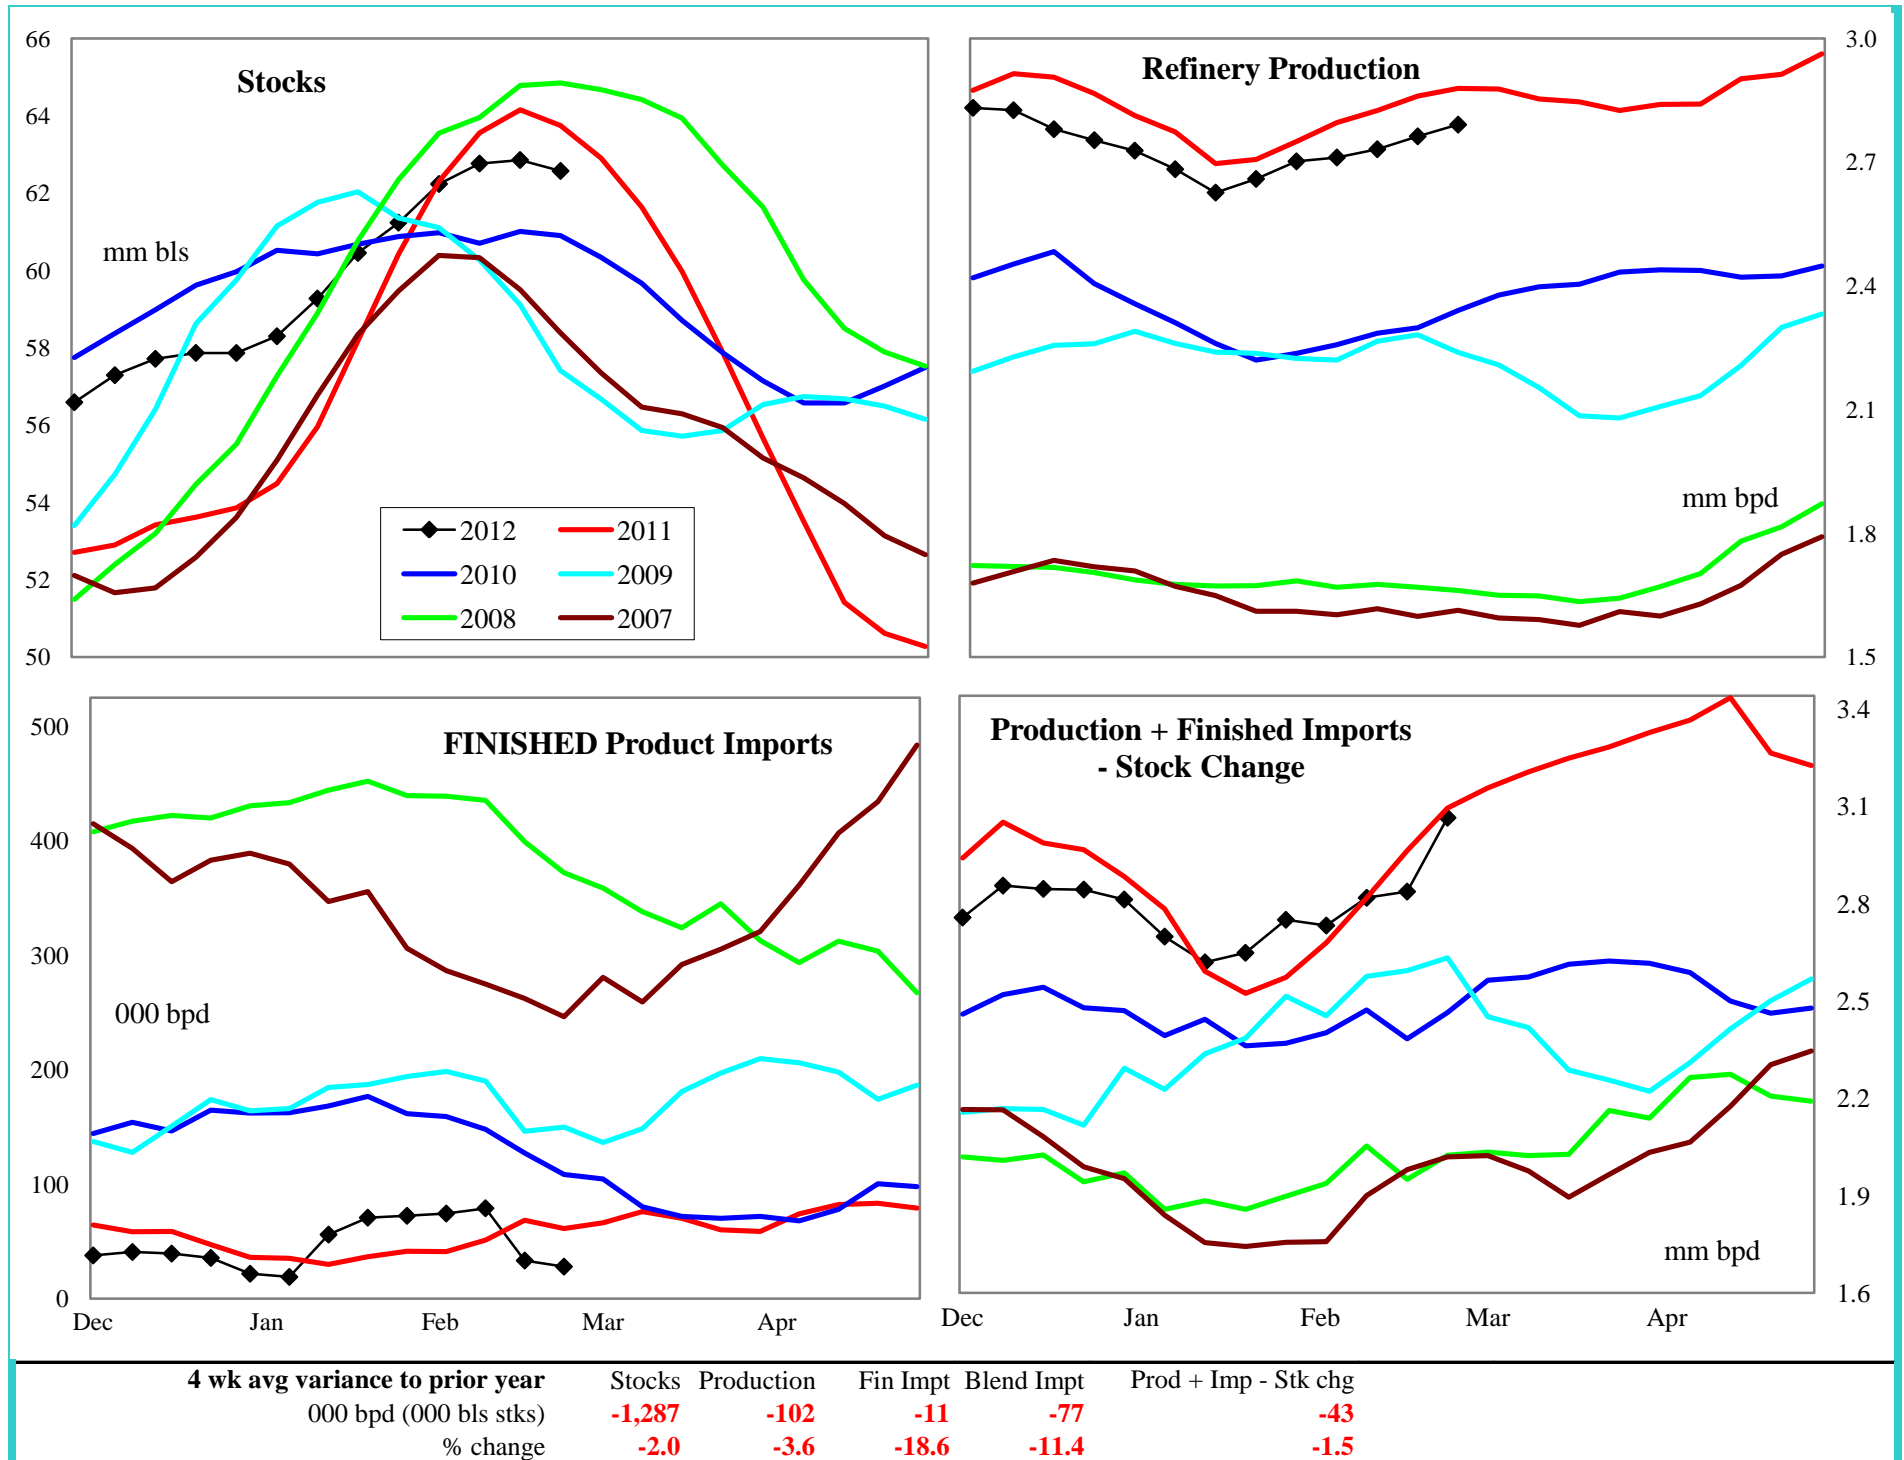 Stocks
mm bls
66
64
62
60
58
56
54
52
50
2012 2011
2010 2009
2008 2007
Refinery Production
mm bpd
3.0
2.7
2.4
2.1
1.8
1.5
FINISHED Product Imports
000 bpd
500
400
300
200
100
0
Dec Jan Feb Mar Apr
Production + Finished Imports
- Stock Change
mm bpd
3.4
3.1
2.8
2.5
2.2
1.9
1.6
Dec Jan Feb Mar Apr
4 wk avg variance to prior year Stocks Production Fin Impt Blend Impt Prod + Imp - Stk chg
000 bpd (000 bls stks) -1,287 -102 -11 -77 -43
% change -2.0 -3.6 -18.6 -11.4 -1.5